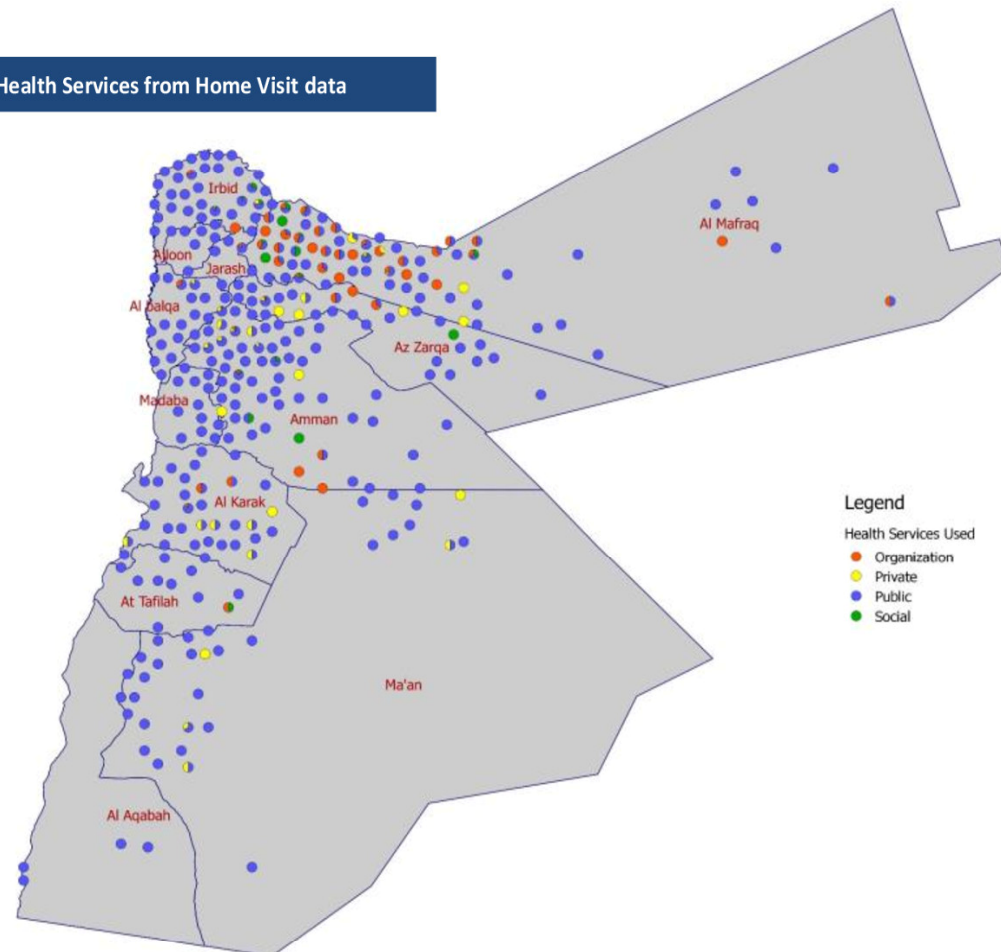 Health Services from Home Visit data
Irbid
Al Mafraq
Ajloon
Jarash
Al Balqa
Az Zarqa
Madaba
Amman
Al Karak
Legend
Health Services Used
Organization
Private
Public
Social
At Tafilah
Ma'an
Al Aqabah